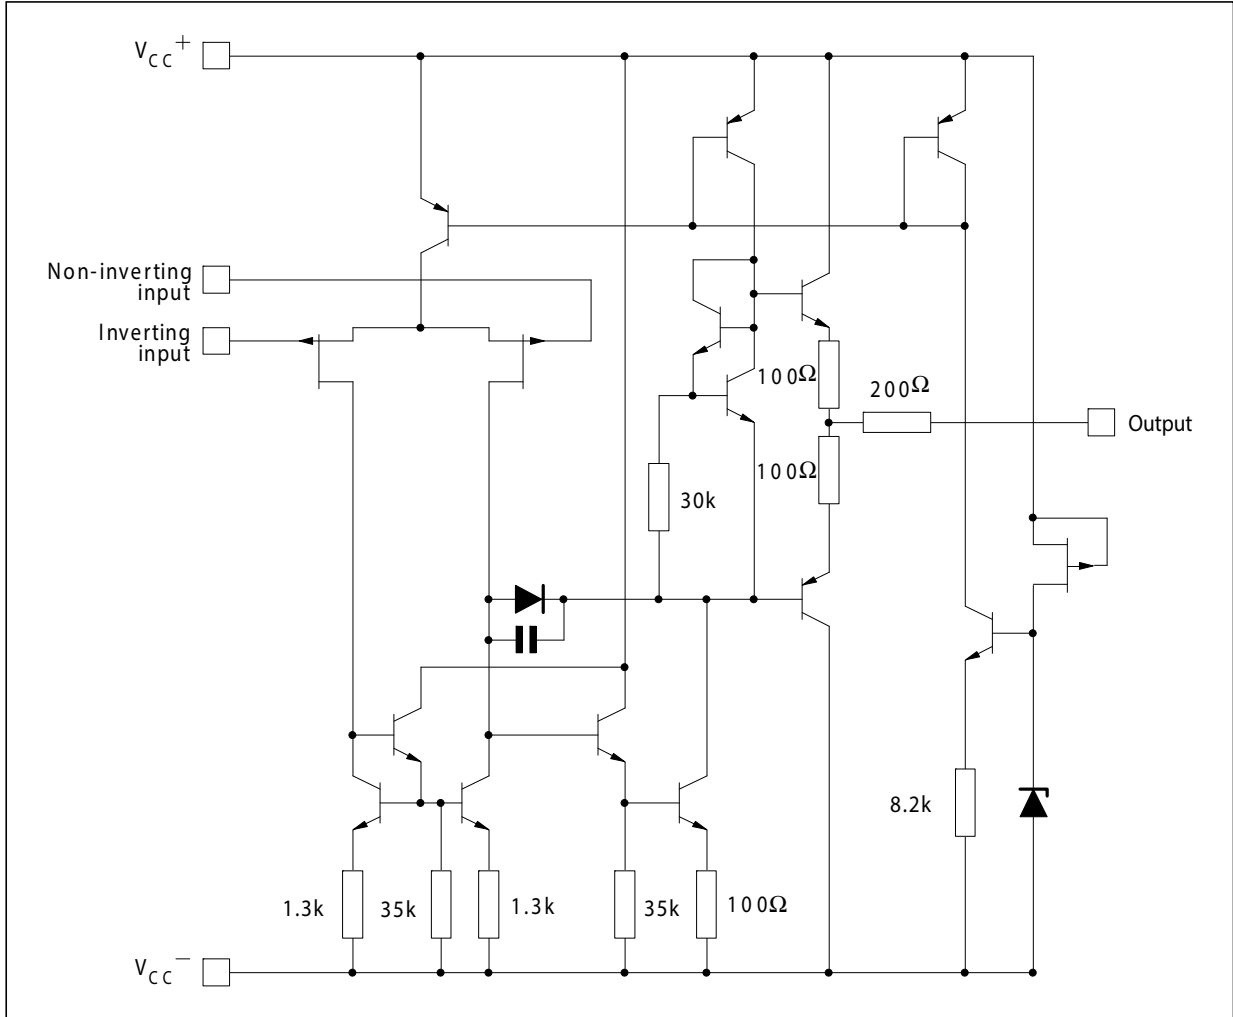 VCC+
Non-inverting
input
Inverting
input
100Ω
200Ω
Output
100Ω
30k
8.2k
1.3k
35k
1.3k
35k
100Ω
VCC−